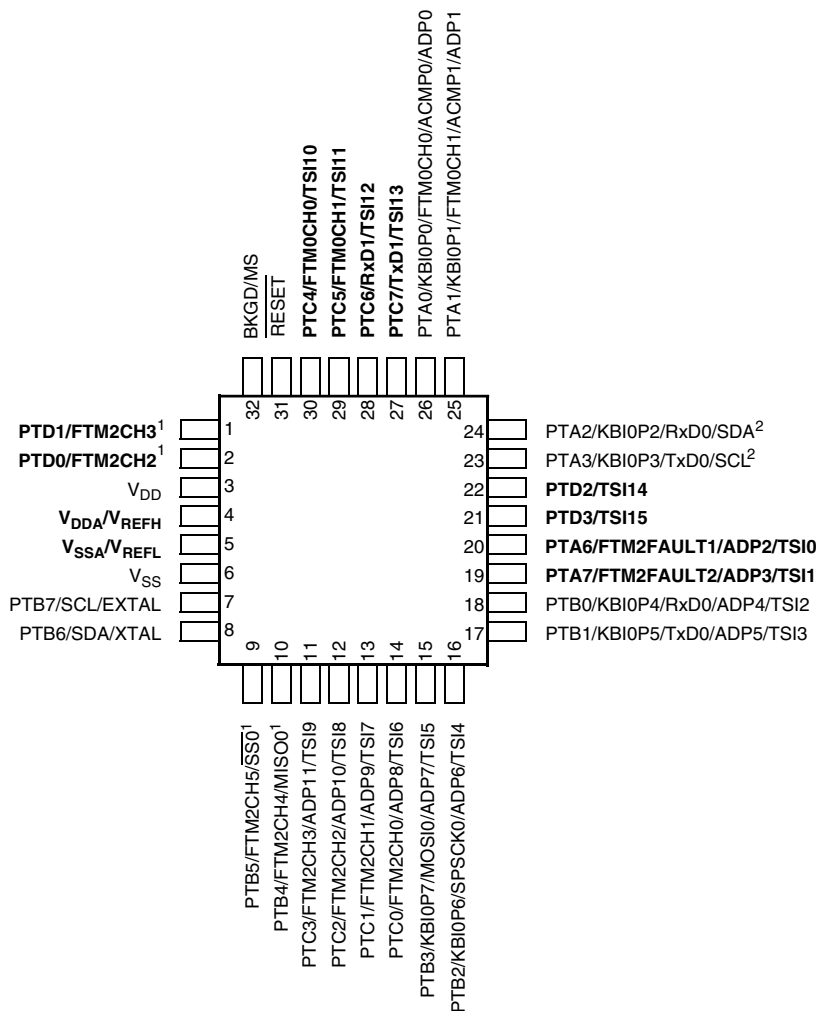 BKGD/MS
RESET
PTC4/FTM0CH0/TSI10
PTC5/FTM0CH1/TSI11
PTC6/RxD1/TSI12
PTC7/TxD1/TSI13
PTA0/KBI0P0/FTM0CH0/ACMP0/ADP0
PTA1/KBI0P1/FTM0CH1/ACMP1/ADP1
32
31
30
29
28
27
26
25
PTD1/FTM2CH3¹ 1
PTD0/FTM2CH2¹ 2
VDD 3
VDDA/VREFH 4
VSSA/VREFL 5
VSS 6
PTB7/SCL/EXTAL 7
PTB6/SDA/XTAL 8
24 PTA2/KBI0P2/RxD0/SDA²
23 PTA3/KBI0P3/TxD0/SCL²
22 PTD2/TSI14
21 PTD3/TSI15
20 PTA6/FTM2FAULT1/ADP2/TSI0
19 PTA7/FTM2FAULT2/ADP3/TSI1
18 PTB0/KBI0P4/RxD0/ADP4/TSI2
17 PTB1/KBI0P5/TxD0/ADP5/TSI3
9
10
11
12
13
14
15
16
PTB5/FTM2CH5/SS0¹
PTB4/FTM2CH4/MISO0¹
PTC3/FTM2CH3/ADP11/TSI9
PTC2/FTM2CH2/ADP10/TSI8
PTC1/FTM2CH1/ADP9/TSI7
PTC0/FTM2CH0/ADP8/TSI6
PTB3/KBI0P7/MOSI0/ADP7/TSI5
PTB2/KBI0P6/SPSCK0/ADP6/TSI4